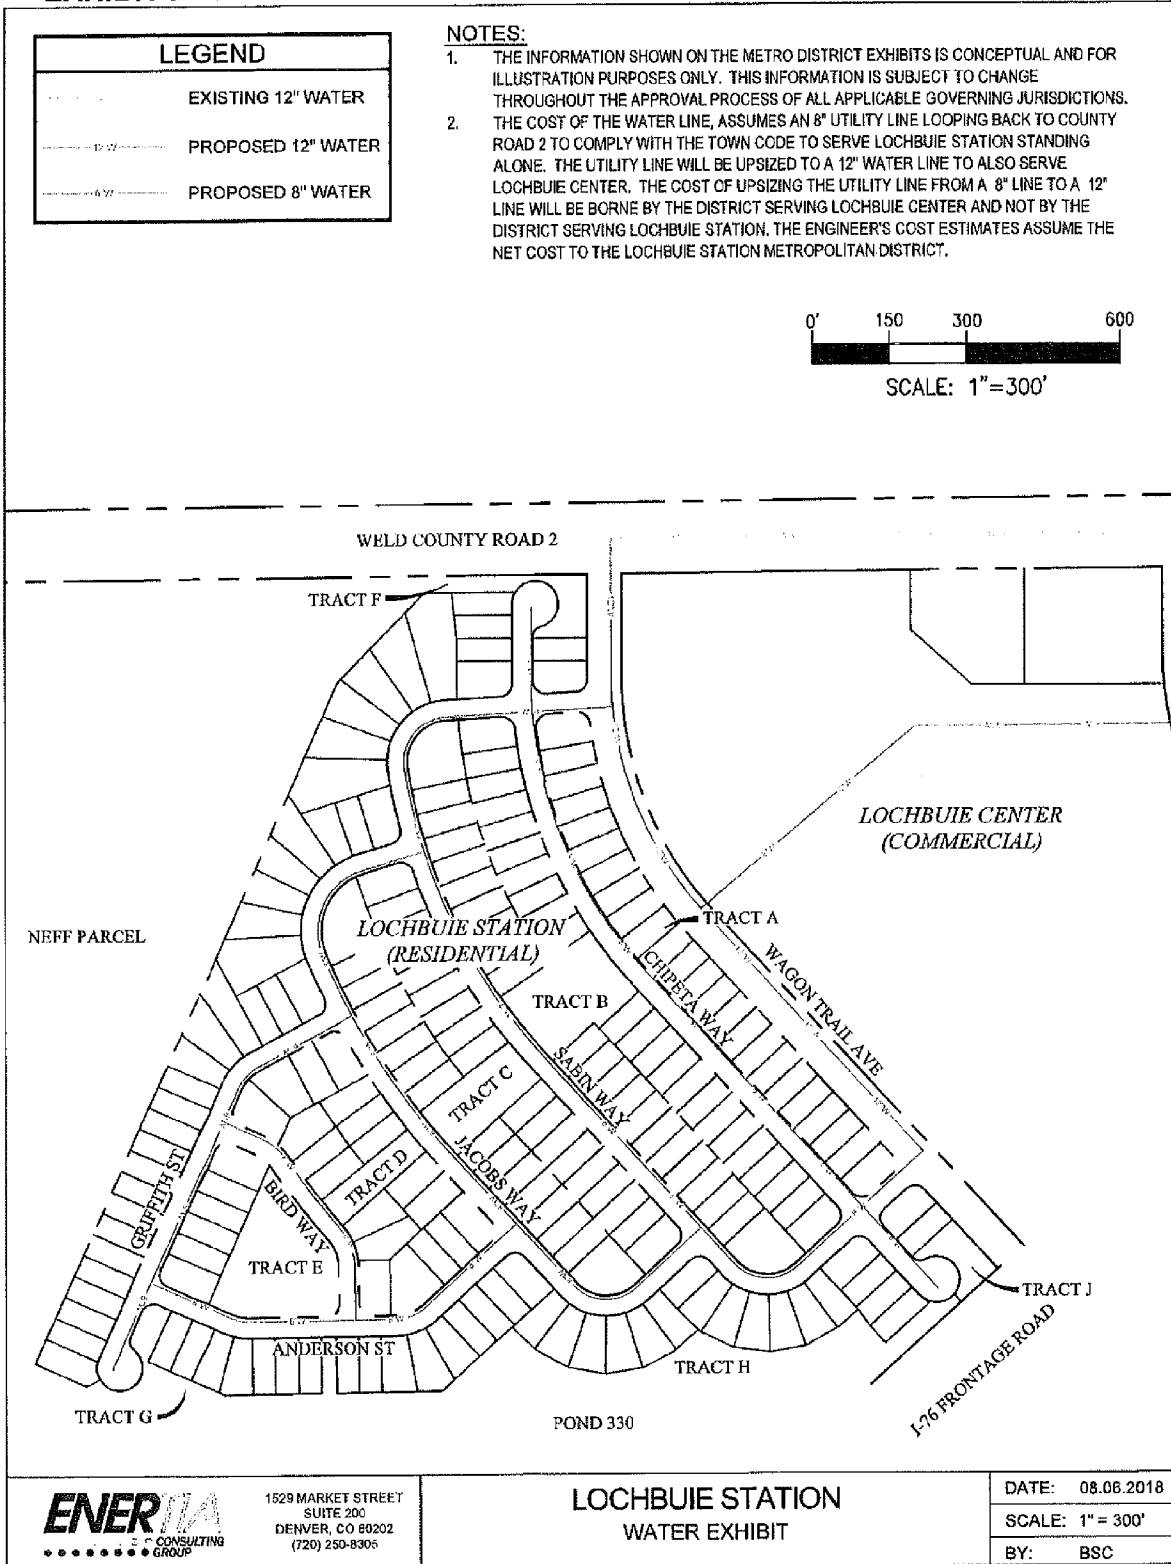 LEGEND
EXISTING 12" WATER
PROPOSED 12" WATER
PROPOSED 8" WATER
NOTES:
1. THE INFORMATION SHOWN ON THE METRO DISTRICT EXHIBITS IS CONCEPTUAL AND FOR
ILLUSTRATION PURPOSES ONLY. THIS INFORMATION IS SUBJECT TO CHANGE
THROUGHOUT THE APPROVAL PROCESS OF ALL APPLICABLE GOVERNING JURISDICTIONS.
2. THE COST OF THE WATER LINE, ASSUMES AN 8" UTILITY LINE LOOPING BACK TO COUNTY
ROAD 2 TO COMPLY WITH THE TOWN CODE TO SERVE LOCHBUIE STATION STANDING
ALONE. THE UTILITY LINE WILL BE UPSIZED TO A 12" WATER LINE TO ALSO SERVE
LOCHBUIE CENTER. THE COST OF UPSIZING THE UTILITY LINE FROM A 8" LINE TO A 12"
LINE WILL BE BORNE BY THE DISTRICT SERVING LOCHBUIE CENTER AND NOT BY THE
DISTRICT SERVING LOCHBUIE STATION. THE ENGINEER'S COST ESTIMATES ASSUME THE
NET COST TO THE LOCHBUIE STATION METROPOLITAN DISTRICT.
0' 150 300 600
SCALE: 1"=300'
WELD COUNTY ROAD 2
TRACT F
LOCHBUIE CENTER
(COMMERCIAL)
TRACT A
NEFF PARCEL
LOCHBUIE STATION
(RESIDENTIAL)
WAGON TRAIL AVE
CHIPETA WAY
TRACT B
SABIN WAY
TRACT C
JACOBS WAY
TRACT D
GRIFFITH ST
BIRD WAY
TRACT E
TRACT J
ANDERSON ST
TRACT H
I-76 FRONTAGE ROAD
TRACT G
POND 330
ENERTIA
CONSULTING
GROUP
1529 MARKET STREET
SUITE 200
DENVER, CO 80202
(720) 250-8305
LOCHBUIE STATION
WATER EXHIBIT
DATE: 08.06.2018
SCALE: 1" = 300'
BY: BSC